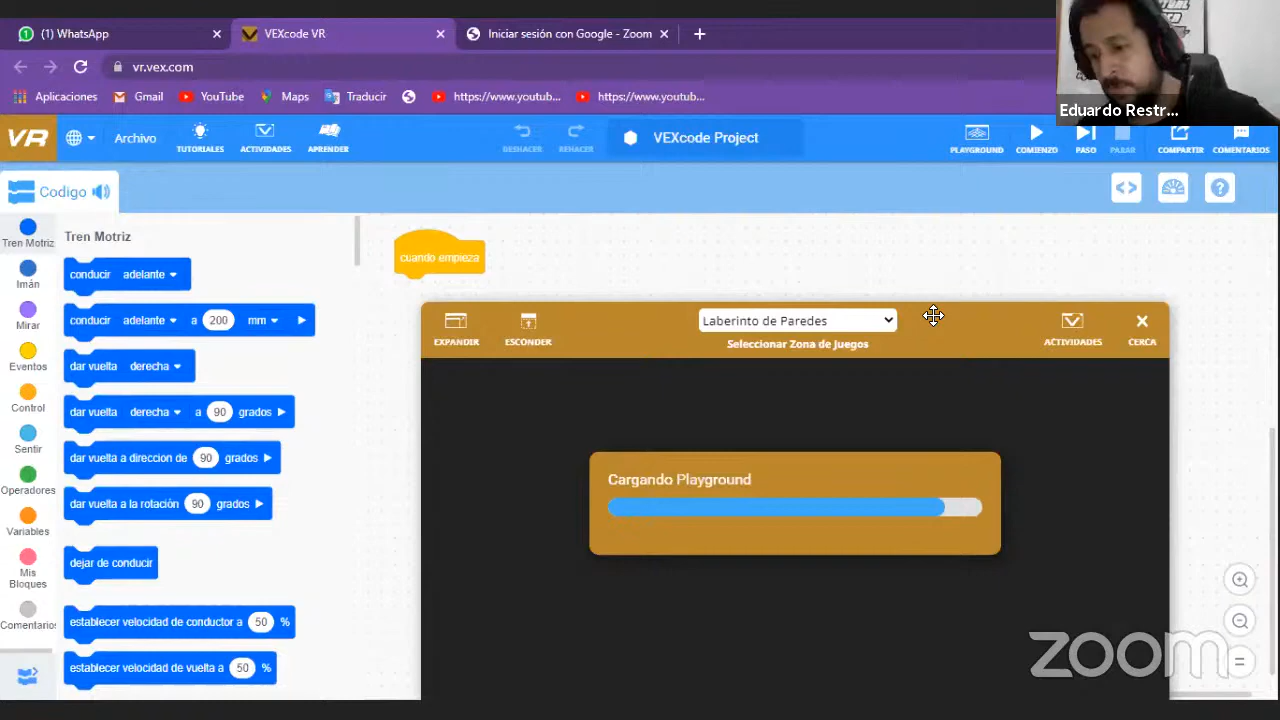 (1) WhatsApp
VEXcode VR
Iniciar sesión con Google - Zoom
vr.vex.com
Aplicaciones
Gmail
YouTube
Maps
Traducir
https://www.youtub...
https://www.youtub...
Eduardo Restr...
VR
Archivo
TUTORIALES
ACTIVIDADES
APRENDER
DESHACER
REHACER
VEXcode Project
PLAYGROUND
COMIENZO
PASO
PARAR
COMPARTIR
COMENTARIOS
Codigo
Tren Motriz
Imán
Mirar
Eventos
Control
Sentir
Operadores
Variables
Mis
Bloques
Comentarios
Tren Motriz
conducir adelante
conducir adelante a 200 mm
dar vuelta derecha
dar vuelta derecha a 90 grados
dar vuelta a direccion de 90 grados
dar vuelta a la rotación 90 grados
dejar de conducir
establecer velocidad de conductor a 50 %
establecer velocidad de vuelta a 50 %
cuando empieza
EXPANDIR
ESCONDER
Laberinto de Paredes
Seleccionar Zona de Juegos
ACTIVIDADES
CERCA
Cargando Playground
zoom